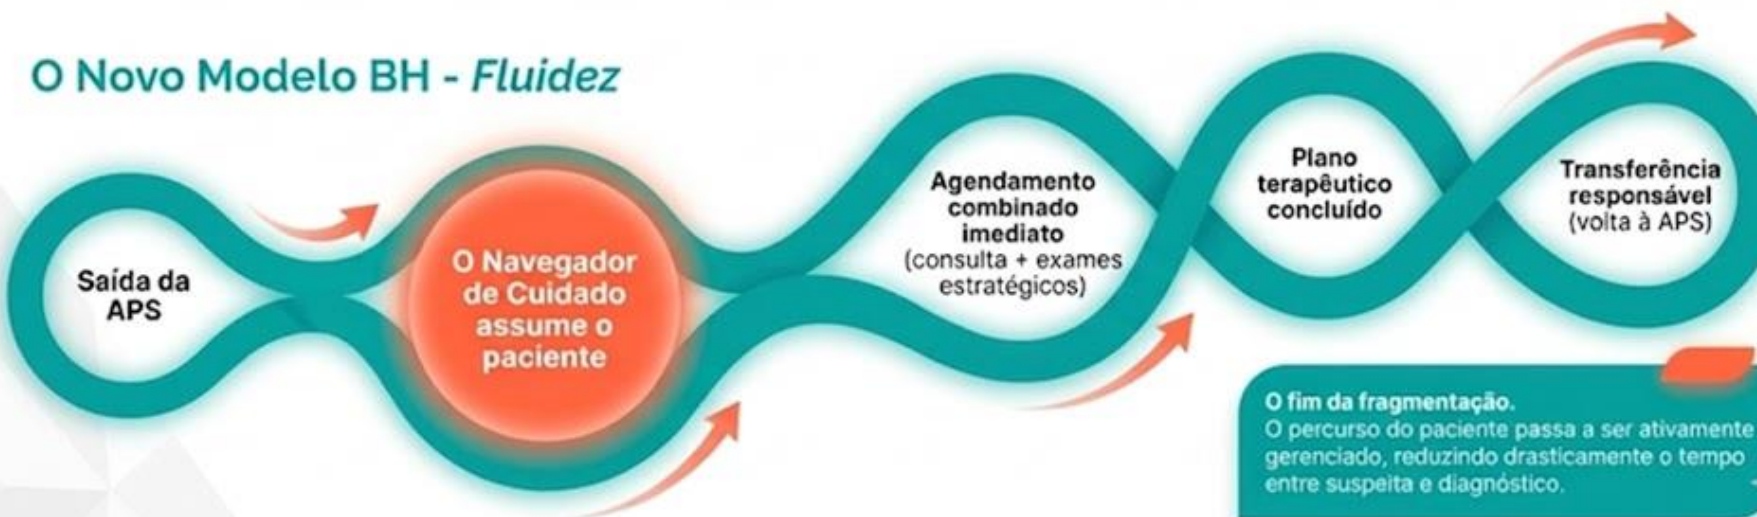 O Novo Modelo BH - Fluidez
Saída da
APS
O Navegador
de Cuidado
assume o
paciente
Agendamento
combinado
imediato
(consulta + exames
estratégicos)
Plano
terapêutico
concluído
Transferência
responsável
(volta à APS)
O fim da fragmentação.
O percurso do paciente passa a ser ativamente
gerenciado, reduzindo drasticamente o tempo
entre suspeita e diagnóstico.